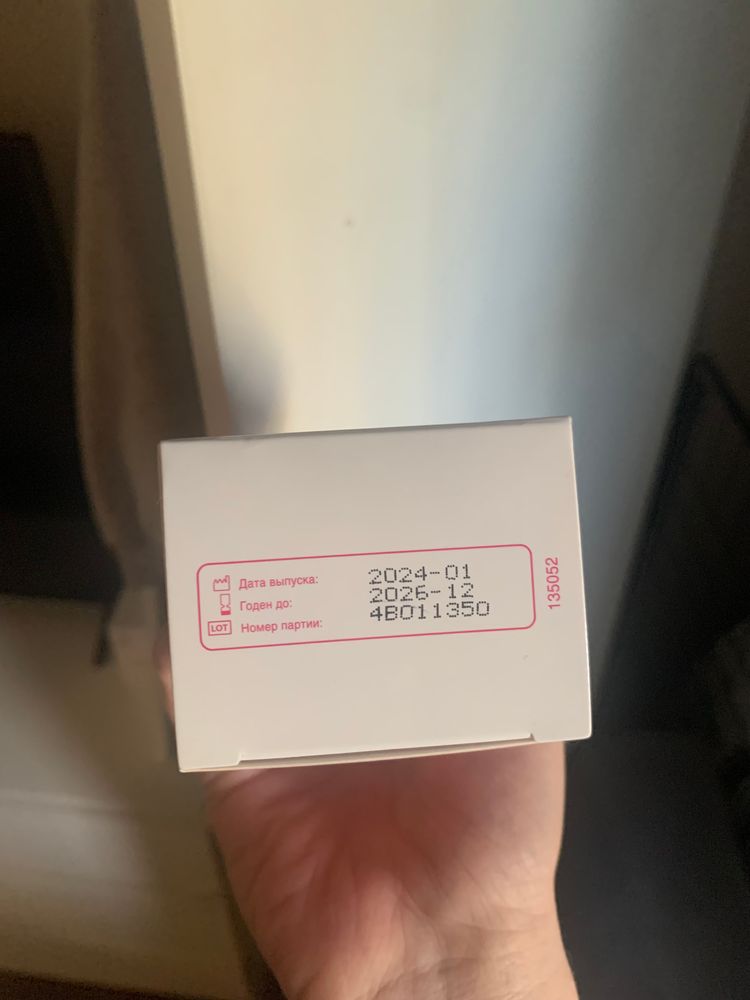 Дата выпуска: 2024-01
Годен до: 2026-12
LOT Номер партии: 4B011350
135052